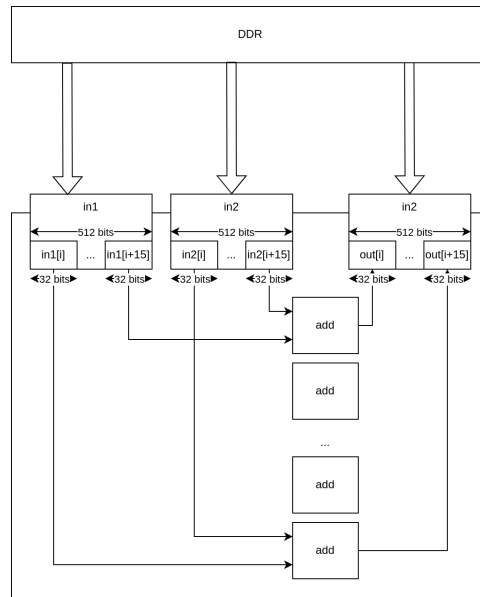 DDR
in1
in2
in2
512 bits
512 bits
512 bits
in1[i]
...
in1[i+15]
in2[i]
...
in2[i+15]
out[i]
...
out[i+15]
32 bits
32 bits
32 bits
32 bits
32 bits
32 bits
add
add
...
add
add